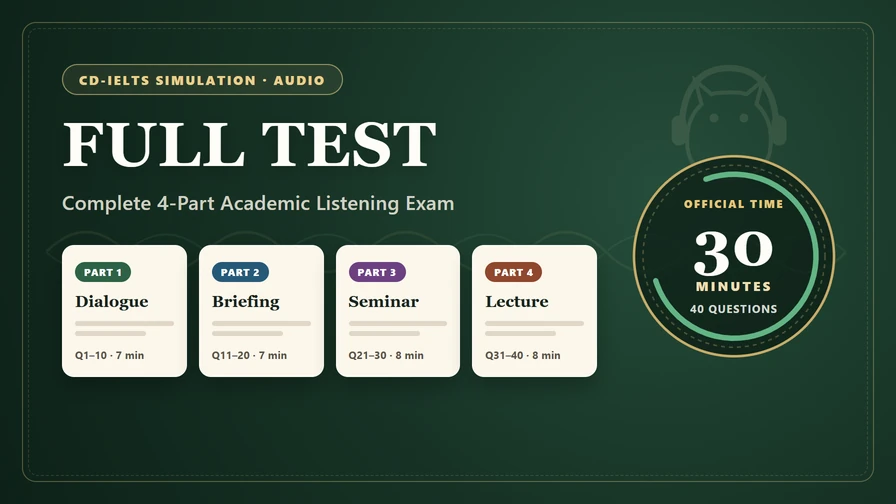 CD-IELTS SIMULATION · AUDIO
FULL TEST
Complete 4-Part Academic Listening Exam
PART 1
Dialogue
Q1–10 · 7 min
PART 2
Briefing
Q11–20 · 7 min
PART 3
Seminar
Q21–30 · 8 min
PART 4
Lecture
Q31–40 · 8 min
OFFICIAL TIME
30
MINUTES
40 QUESTIONS